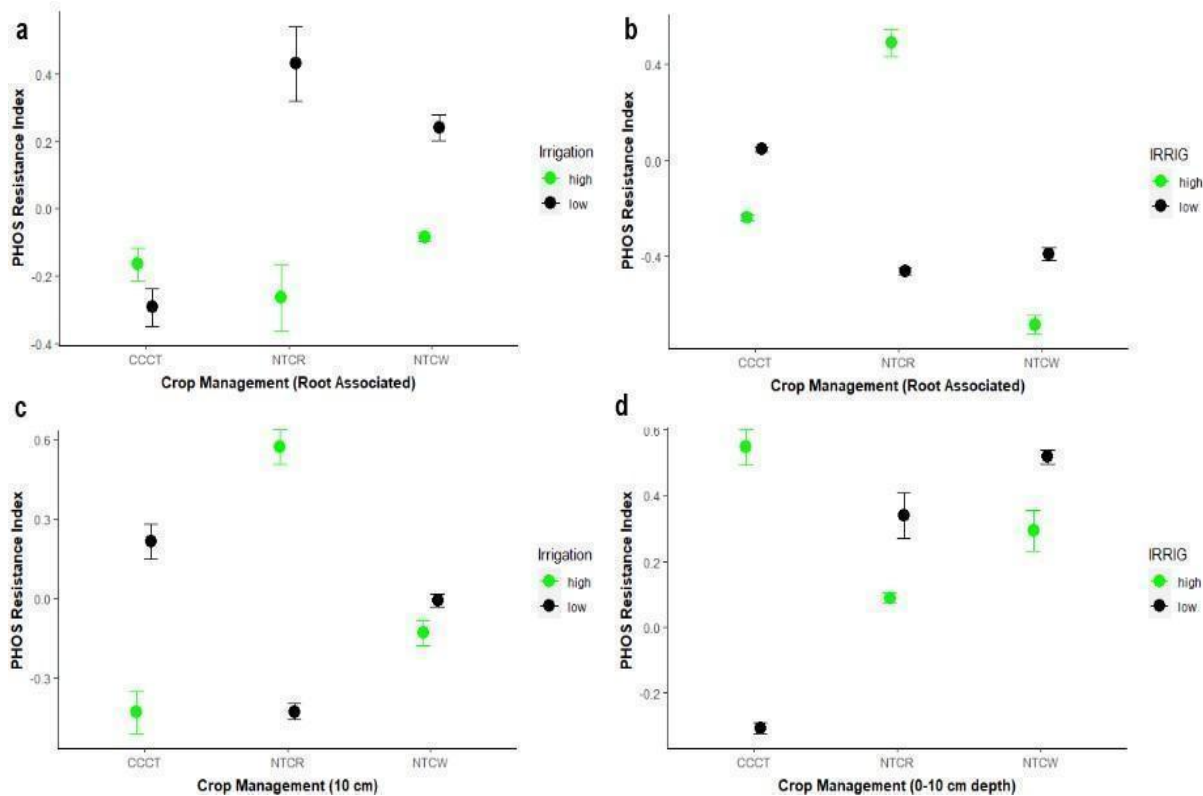 a
0.4
0.2
0.0
-0.2
-0.4
PHOS Resistance Index
CCCT NTCR NTCW
Crop Management (Root Associated)
Irrigation
high
low
b
0.4
0.0
-0.4
PHOS Resistance Index
CCCT NTCR NTCW
Crop Management (Root Associated)
IRRIG
high
low
c
0.6
0.3
0.0
-0.3
PHOS Resistance Index
CCCT NTCR NTCW
Crop Management (10 cm)
Irrigation
high
low
d
0.6
0.4
0.2
0.0
-0.2
PHOS Resistance Index
CCCT NTCR NTCW
Crop Management (0-10 cm depth)
IRRIG
high
low